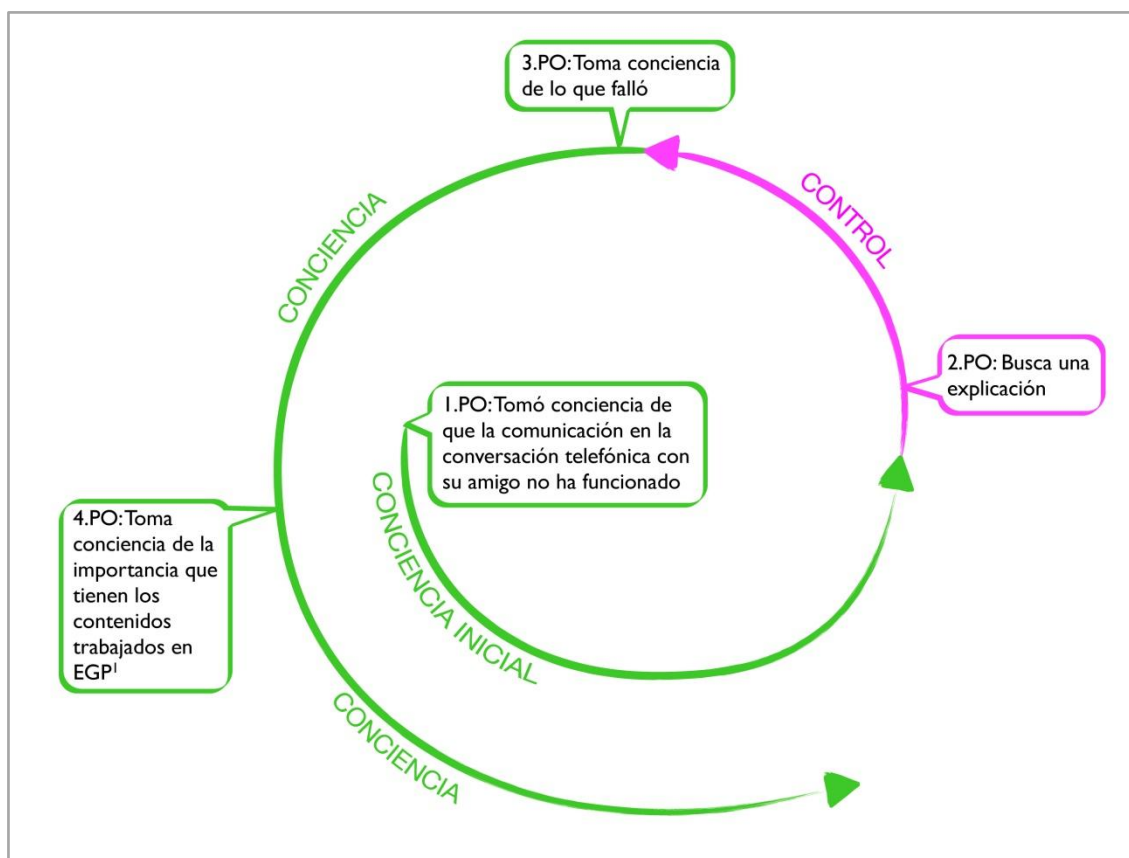 3.PO: Toma conciencia
de lo que falló
CONTROL
CONCIENCIA
2.PO: Busca una
explicación
1.PO: Tomó conciencia de
que la comunicación en la
conversación telefónica con
su amigo no ha funcionado
CONCIENCIA INICIAL
4.PO: Toma
conciencia de la
importancia que
tienen los
contenidos
trabajados en
EGP¹
CONCIENCIA